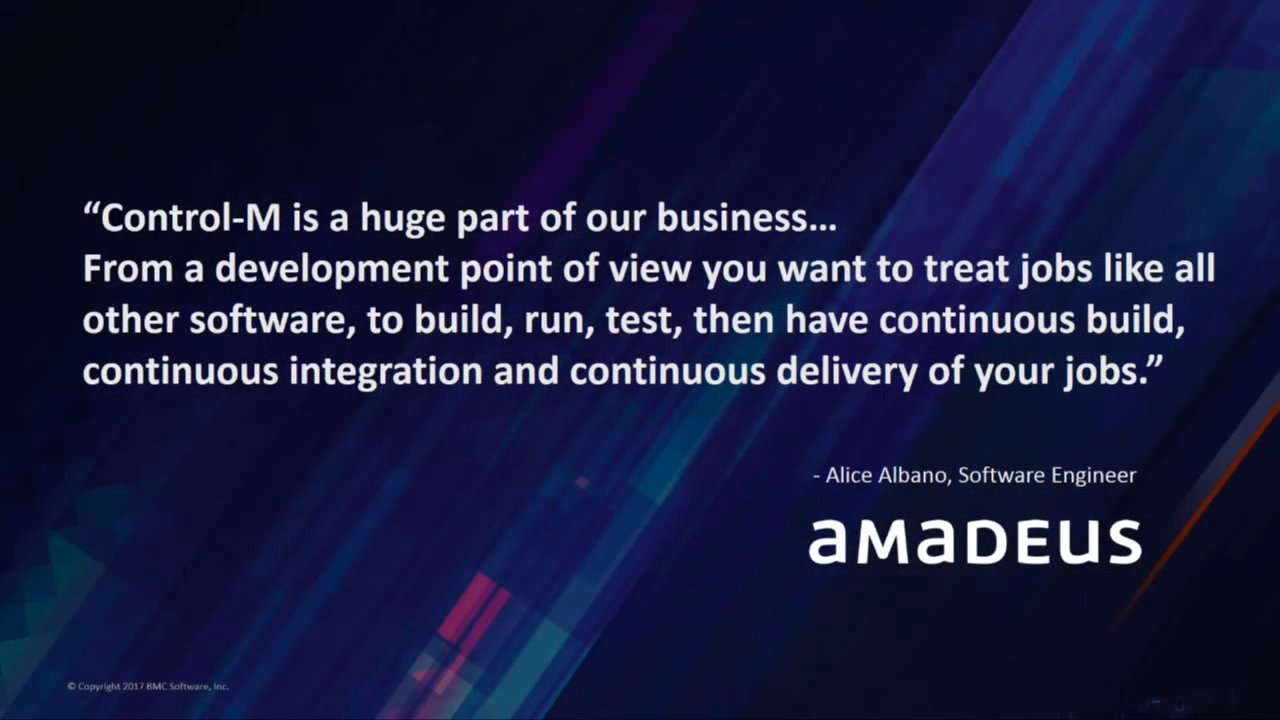 “Control-M is a huge part of our business…
From a development point of view you want to treat jobs like all
other software, to build, run, test, then have continuous build,
continuous integration and continuous delivery of your jobs.”
- Alice Albano, Software Engineer
aMaDEUS
© Copyright 2017 BMC Software, Inc.